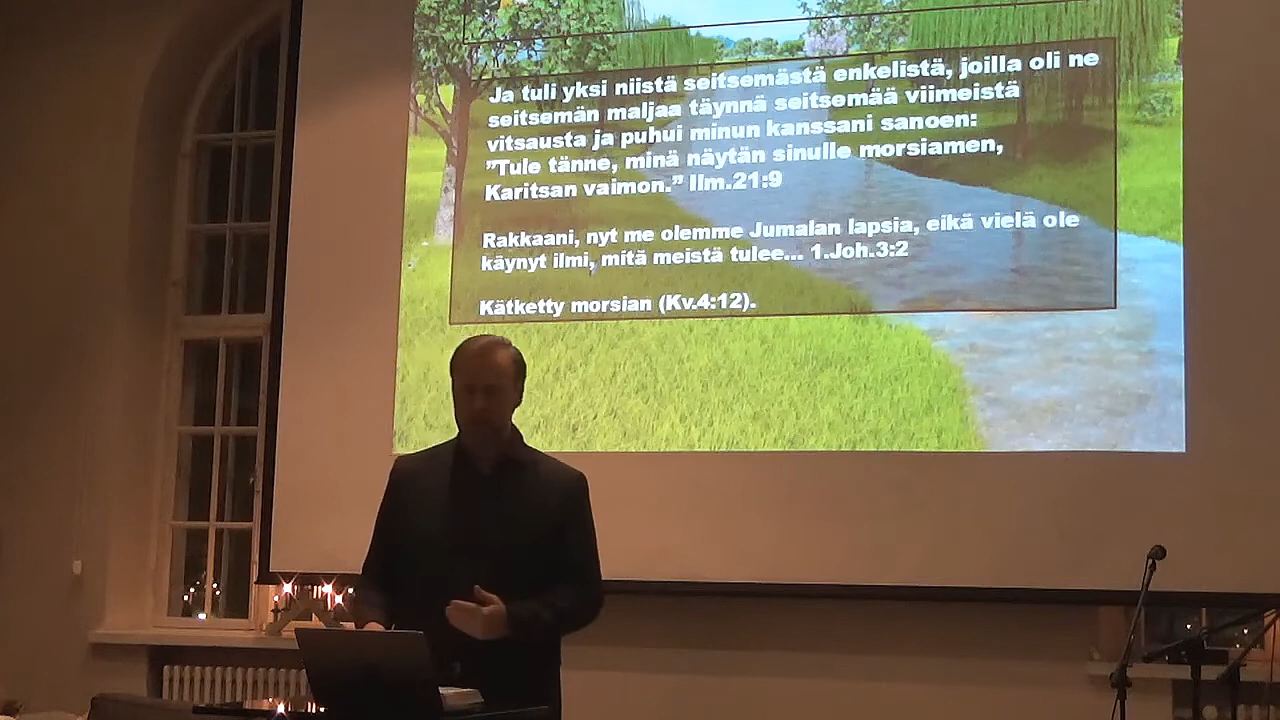 Ja tuli yksi niistä seitsemästä enkelistä, joilla oli ne
seitsemän maljaa täynnä seitsemää viimeistä
vitsausta ja puhui minun kanssani sanoen:
”Tule tänne, minä näytän sinulle morsiamen,
Karitsan vaimon.” Ilm.21:9
Rakkaani, nyt me olemme Jumalan lapsia, eikä vielä ole
käynyt ilmi, mitä meistä tulee... 1.Joh.3:2
Kätketty morsian (Kv.4:12).